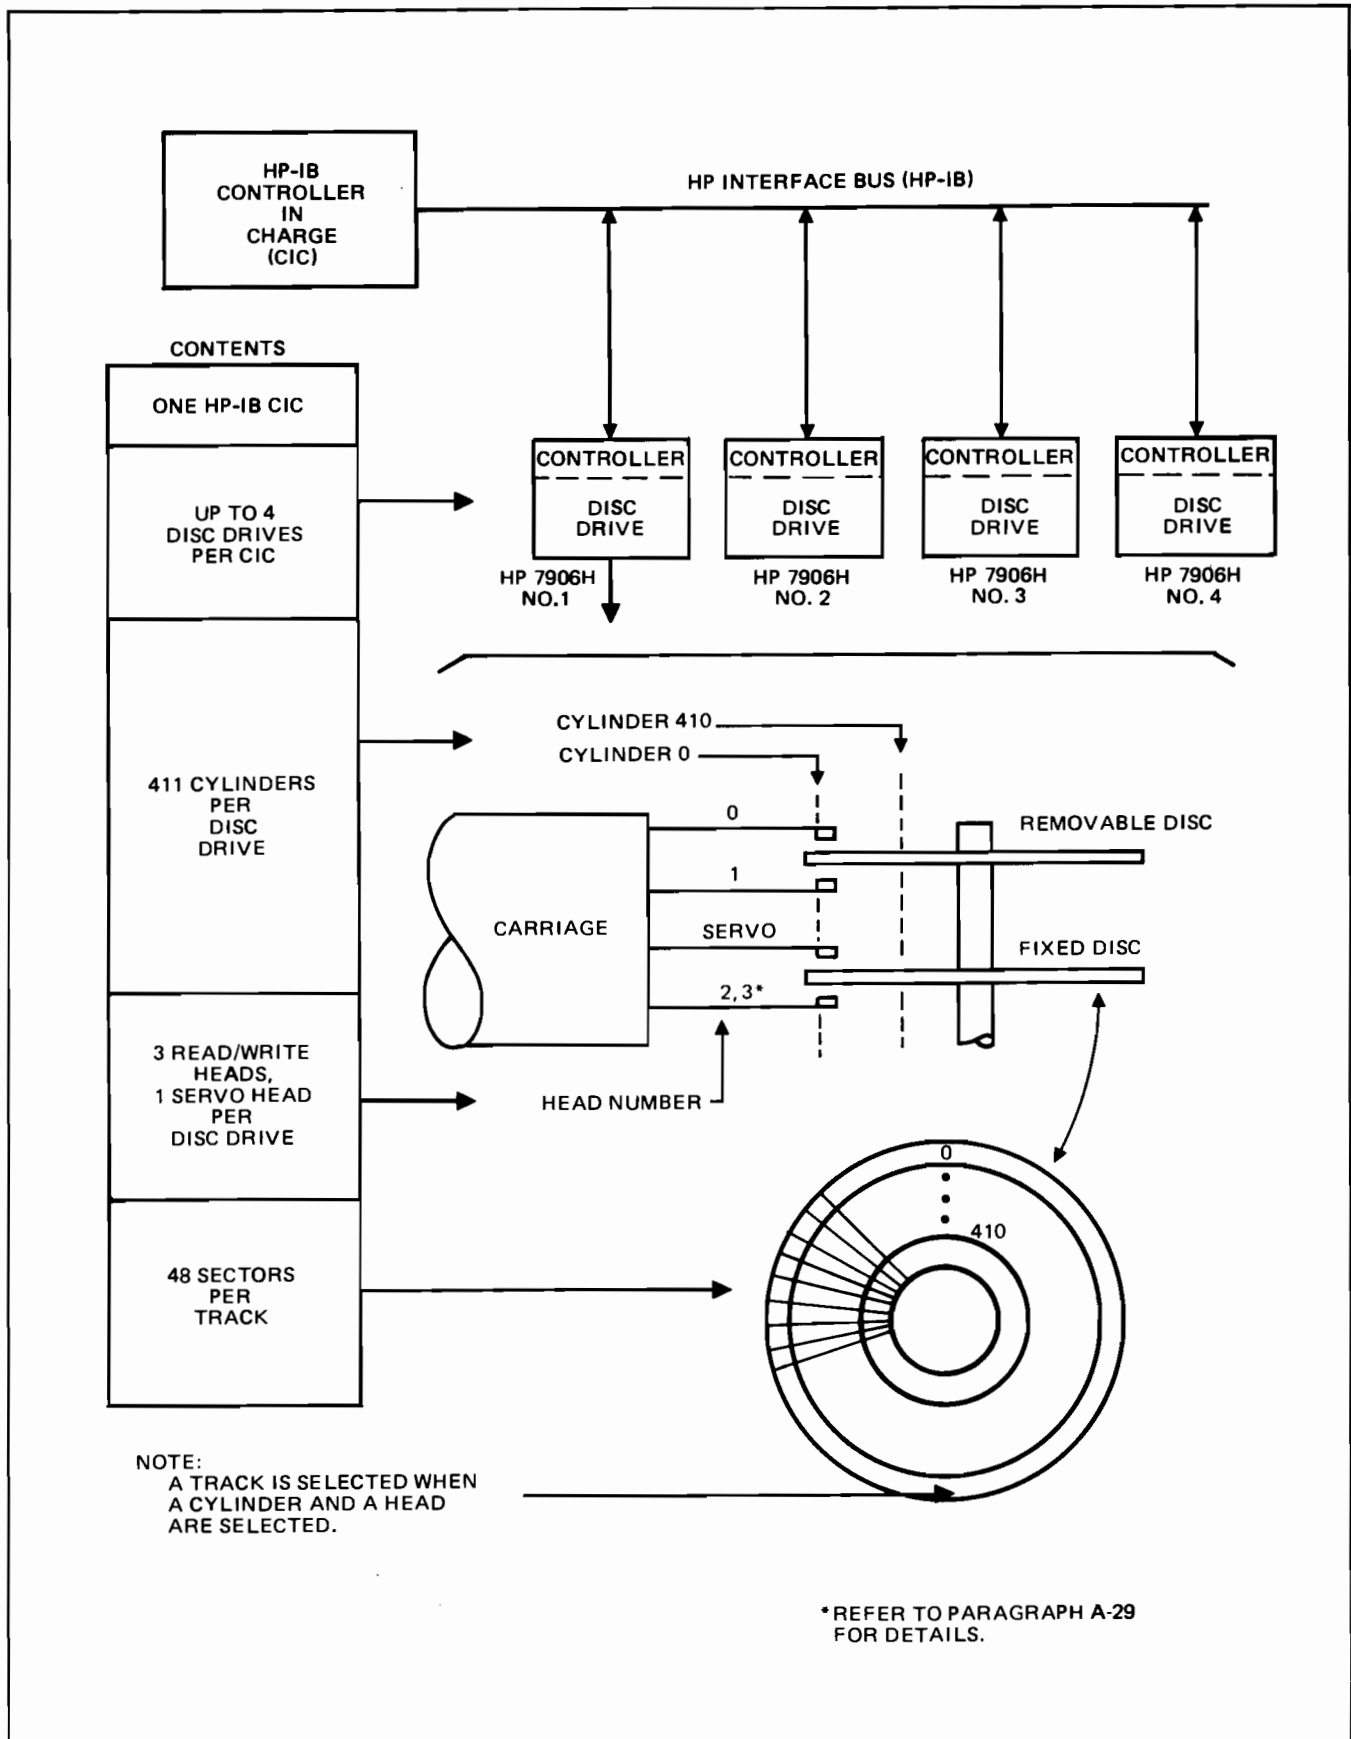 HP-IB
CONTROLLER
IN
CHARGE
(CIC)
HP INTERFACE BUS (HP-IB)
CONTENTS
ONE HP-IB CIC
UP TO 4
DISC DRIVES
PER CIC
411 CYLINDERS
PER
DISC
DRIVE
3 READ/WRITE
HEADS,
1 SERVO HEAD
PER
DISC DRIVE
48 SECTORS
PER
TRACK
CONTROLLER
DISC
DRIVE
HP 7906H
NO.1
CONTROLLER
DISC
DRIVE
HP 7906H
NO. 2
CONTROLLER
DISC
DRIVE
HP 7906H
NO. 3
CONTROLLER
DISC
DRIVE
HP 7906H
NO. 4
CYLINDER 410
CYLINDER 0
0
1
SERVO
2, 3*
CARRIAGE
REMOVABLE DISC
FIXED DISC
HEAD NUMBER
0
410
NOTE:
A TRACK IS SELECTED WHEN
A CYLINDER AND A HEAD
ARE SELECTED.
*REFER TO PARAGRAPH A-29
FOR DETAILS.